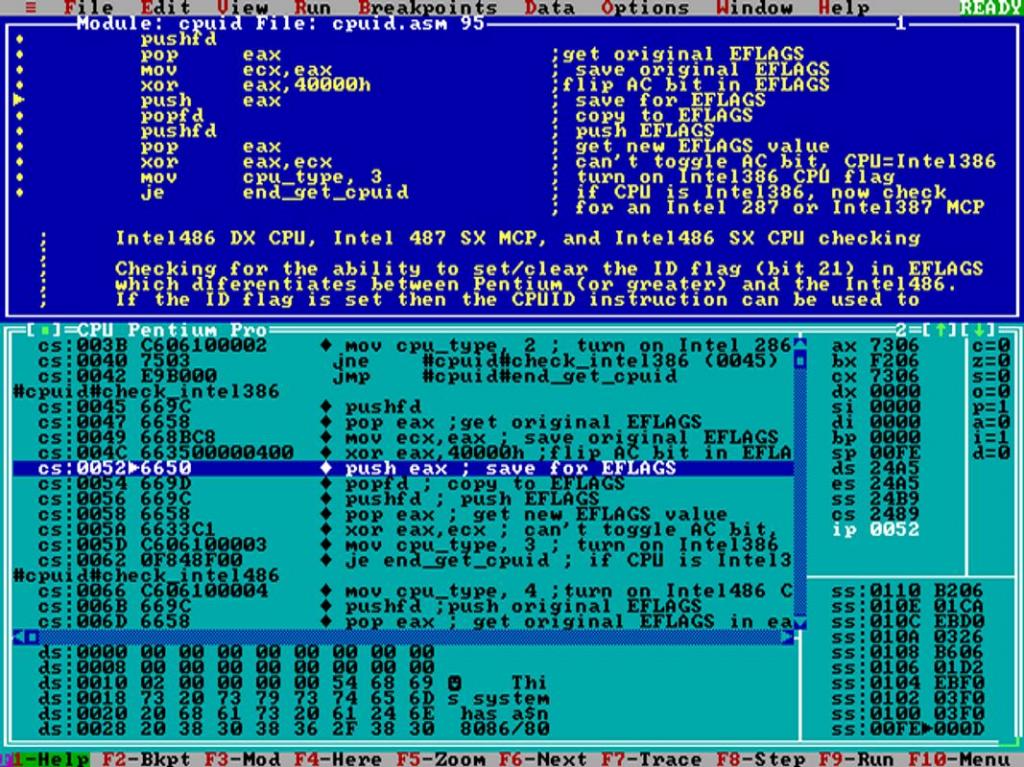 ≡ File Edit View Run Breakpoints Data Options Window Help READY
Module: cpuid File: cpuid.asm 95 1
pushfd
pop eax ;get original EFLAGS
mov ecx,eax ; save original EFLAGS
xor eax,40000h ;flip AC bit in EFLAGS
push eax ; save for EFLAGS
popfd ; copy to EFLAGS
pushfd ; push EFLAGS
pop eax ; get new EFLAGS value
xor eax,ecx ; can't toggle AC bit, CPU=Intel386
mov cpu_type, 3 ; turn on Intel386 CPU flag
je end_get_cpuid ; if CPU is Intel386, now check
; for an Intel 287 or Intel387 MCP
; Intel486 DX CPU, Intel 487 SX MCP, and Intel486 SX CPU checking
;
; Checking for the ability to set/clear the ID flag (bit 21) in EFLAGS
; which diferentiates between Pentium (or greater) and the Intel486.
; If the ID flag is set then the CPUID instruction can be used to
[■]=CPU Pentium Pro 2=[↑][↓]
cs:003B C606100002 ♦ mov cpu_type, 2 ; turn on Intel 286 ax 7306 c=0
cs:0040 7503 jne #cpuid#check_intel386 (0045) bx F206 z=0
cs:0042 E9B000 jmp #cpuid#end_get_cpuid cx 7306 s=0
#cpuid#check_intel386 dx 0000 o=0
cs:0045 669C ♦ pushfd si 0000 p=1
cs:0047 6658 ♦ pop eax ;get original EFLAGS di 0000 a=0
cs:0049 668BC8 ♦ mov ecx,eax ; save original EFLAGS bp 0000 i=1
cs:004C 663500000400 ♦ xor eax,40000h ;flip AC bit in EFLA sp 00FE d=0
cs:0052►6650 ♦ push eax ; save for EFLAGS ds 24A5
cs:0054 669D ♦ popfd ; copy to EFLAGS es 24A5
cs:0056 669C ♦ pushfd ; push EFLAGS ss 24B9
cs:0058 6658 ♦ pop eax ; get new EFLAGS value cs 2489
cs:005A 6633C1 ♦ xor eax,ecx ; can't toggle AC bit, ip 0052
cs:005D C606100003 ♦ mov cpu_type, 3 ; turn on Intel386
cs:0062 0F848F00 ♦ je end_get_cpuid ; if CPU is Intel3
#cpuid#check_intel486
cs:0066 C606100004 ♦ mov cpu_type, 4 ;turn on Intel486 C ss:0110 B206
cs:006B 669C ♦ pushfd ;push original EFLAGS ss:010E 01CA
cs:006D 6658 ♦ pop eax ; get original EFLAGS in ea ss:010C EBD0
ss:010A 0326
ds:0000 00 00 00 00 00 00 00 00 ss:0108 B606
ds:0008 00 00 00 00 00 00 00 00 ss:0106 01D2
ds:0010 02 00 00 00 00 54 68 69 ☻ Thi ss:0104 EBF0
ds:0018 73 20 73 79 73 74 65 6D s system ss:0102 03F0
ds:0020 20 68 61 73 20 61 24 6E has a$n ss:0100 03F0
ds:0028 20 38 30 38 36 2F 38 30 8086/80 ss:00FE►000D
F1-Help F2-Bkpt F3-Mod F4-Here F5-Zoom F6-Next F7-Trace F8-Step F9-Run F10-Menu